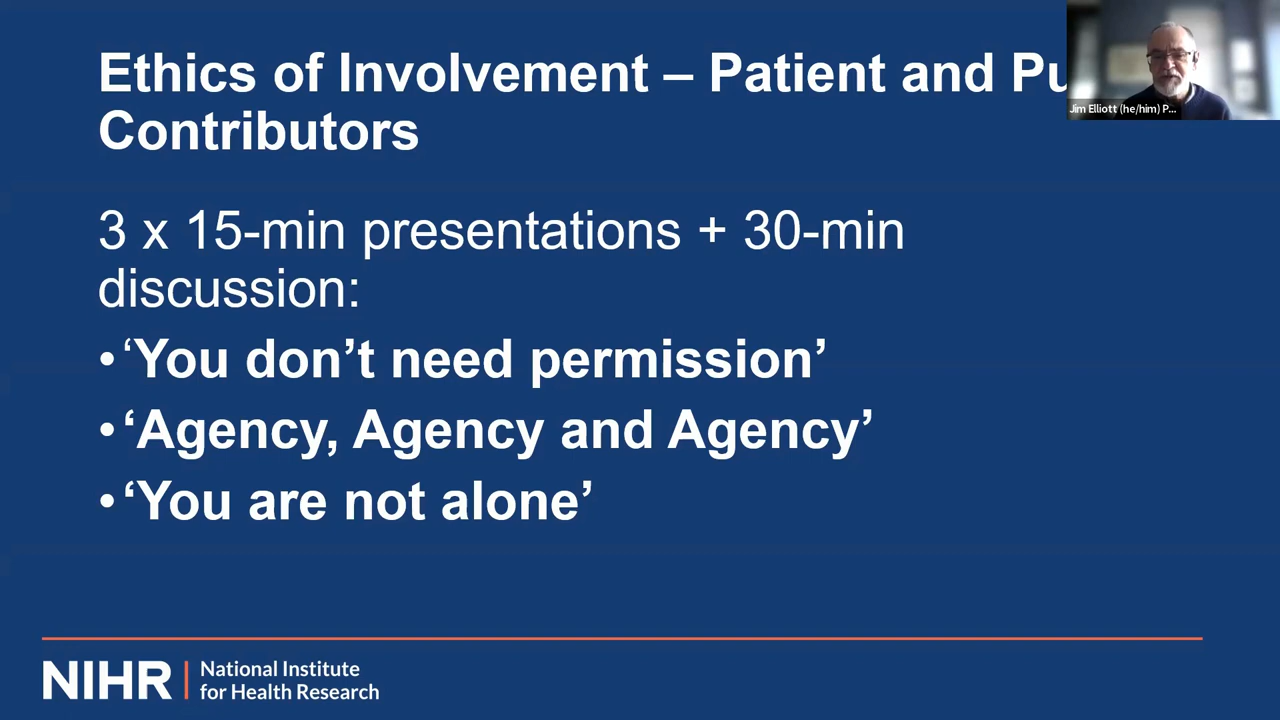 Ethics of Involvement – Patient and Pu
Contributors
Jim Elliott (he/him) P...
3 x 15-min presentations + 30-min
discussion:
•‘You don’t need permission’
•‘Agency, Agency and Agency’
•‘You are not alone’
NIHR | National Institute
for Health Research